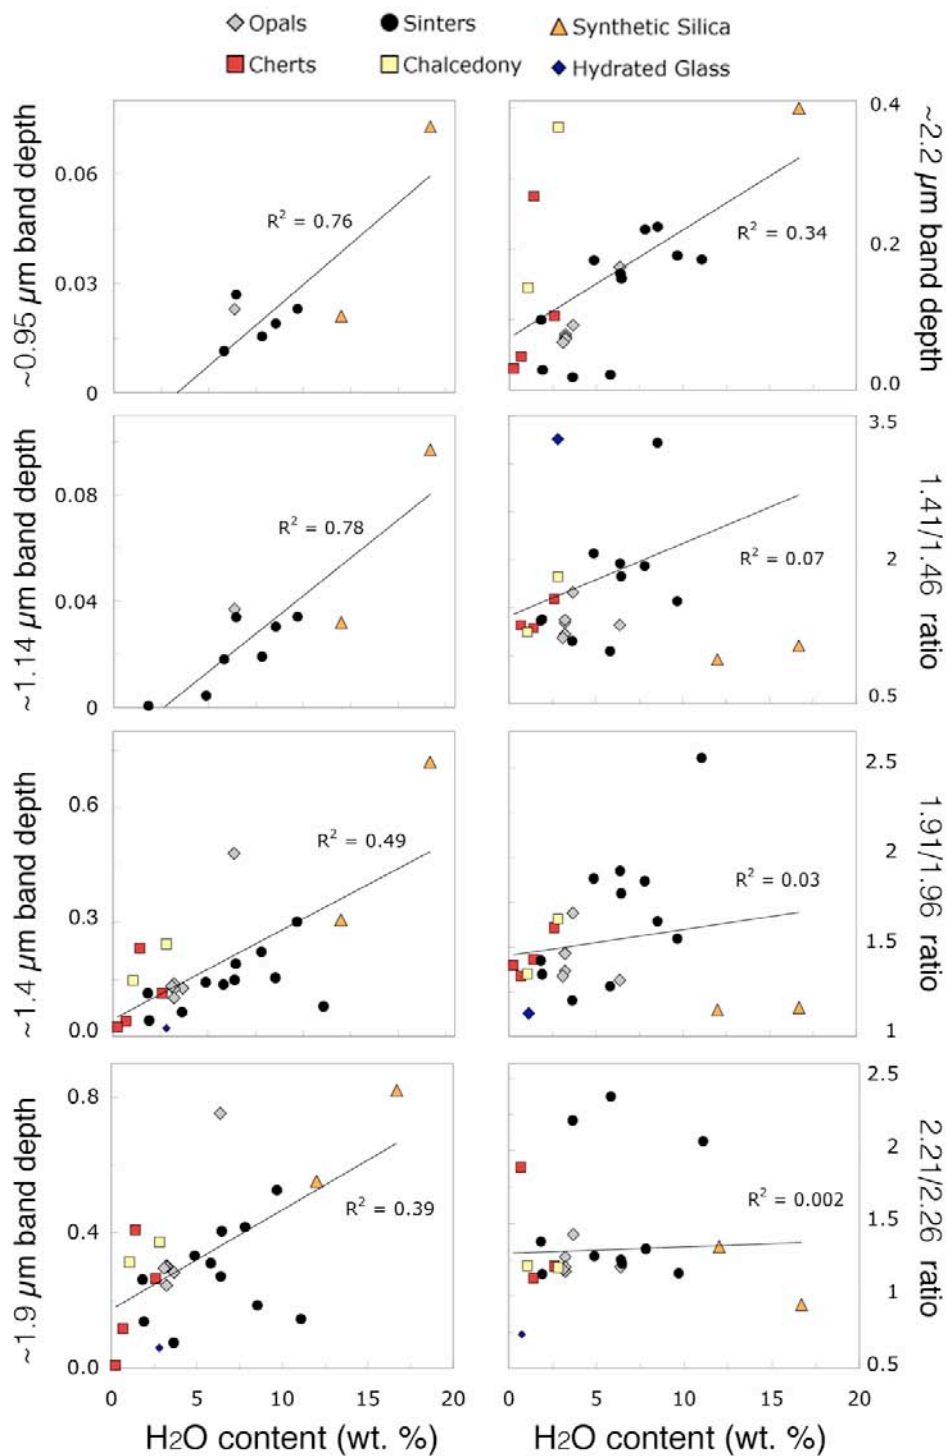 Opals Sinters Synthetic Silica
Cherts Chalcedony Hydrated Glass
~0.95 µm band depth
0.06
0.03
0
R² = 0.76
~2.2 µm band depth
0.4
0.2
0.0
R² = 0.34
~1.14 µm band depth
0.08
0.04
0
R² = 0.78
1.41/1.46 ratio
3.5
2
0.5
R² = 0.07
~1.4 µm band depth
0.6
0.3
0.0
R² = 0.49
1.91/1.96 ratio
2.5
2
1.5
1
R² = 0.03
~1.9 µm band depth
0.8
0.4
0.0
R² = 0.39
2.21/2.26 ratio
2.5
2
1.5
1
0.5
R² = 0.002
0 5 10 15 20
0 5 10 15 20
H2O content (wt. %)
H2O content (wt. %)